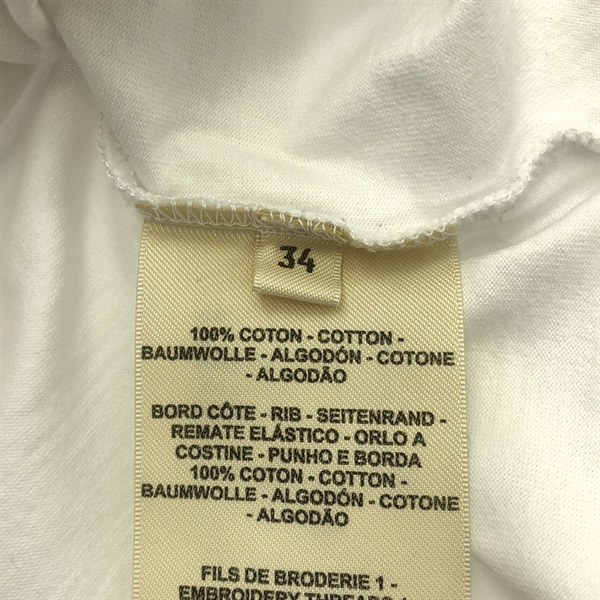 34
100% COTON - COTTON -
BAUMWOLLE - ALGODÓN - COTONE
- ALGODÃO
BORD CÔTE - RIB - SEITENRAND -
REMATE ELÁSTICO - ORLO A
COSTINE - PUNHO E BORDA
100% COTON - COTTON -
BAUMWOLLE - ALGODÓN - COTONE
- ALGODÃO
FILS DE BRODERIE 1 -
EMBROIDERY THREADS 1